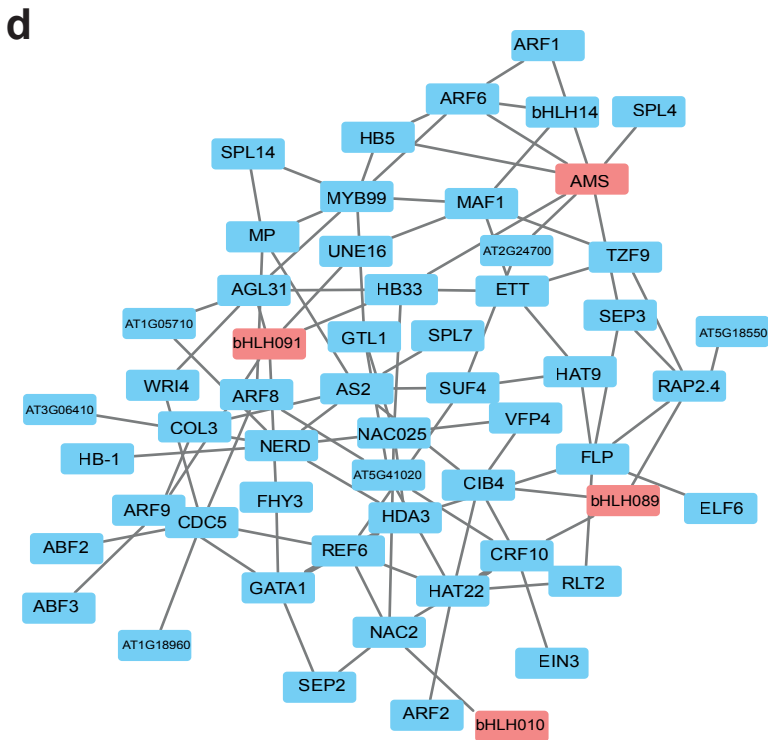 d
ARF1
ARF6
bHLH14
SPL4
HB5
SPL14
AMS
MYB99
MAF1
MP
UNE16
AT2G24700
TZF9
AGL31
HB33
ETT
AT1G05710
SEP3
bHLH091
GTL1
SPL7
AT5G18550
WRI4
ARF8
AS2
SUF4
HAT9
RAP2.4
AT3G06410
COL3
NAC025
VFP4
HB-1
NERD
FLP
AT5G41020
CIB4
FHY3
bHLH089
ELF6
ARF9
CDC5
HDA3
ABF2
REF6
CRF10
GATA1
HAT22
RLT2
ABF3
NAC2
AT1G18960
EIN3
SEP2
ARF2
bHLH010